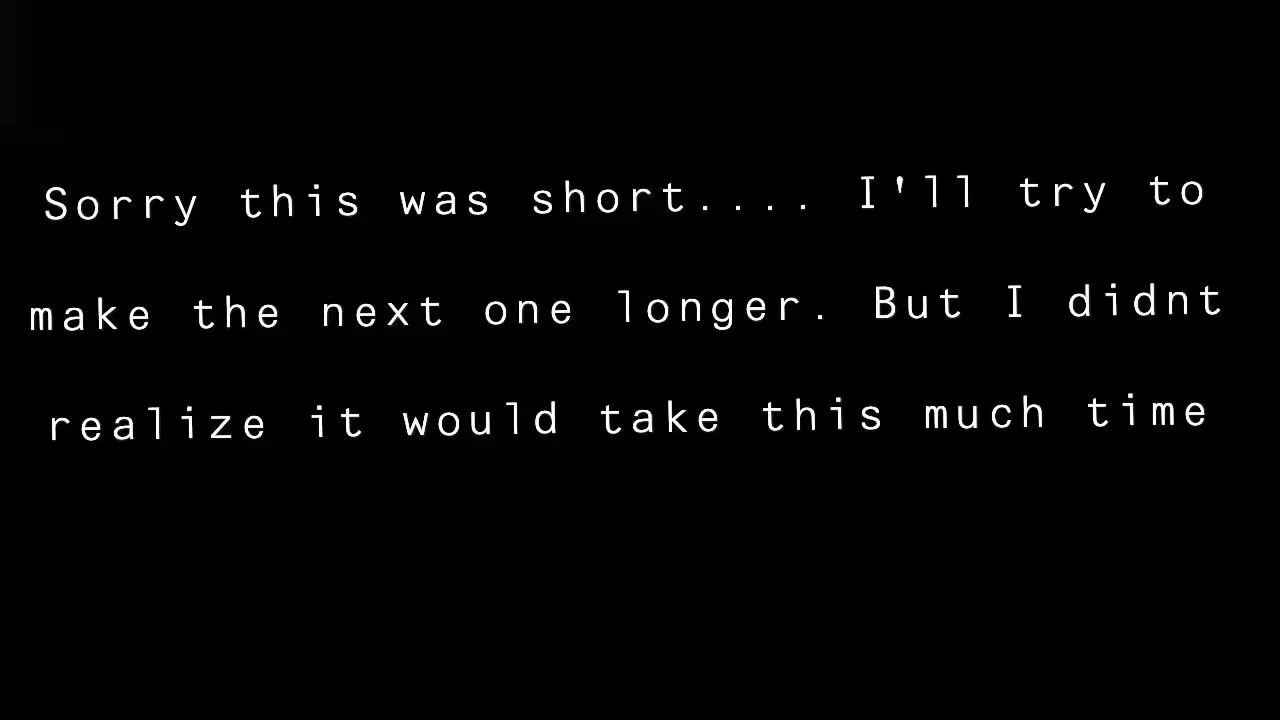 Sorry this was short.... I'll try to
make the next one longer. But I didnt
realize it would take this much time